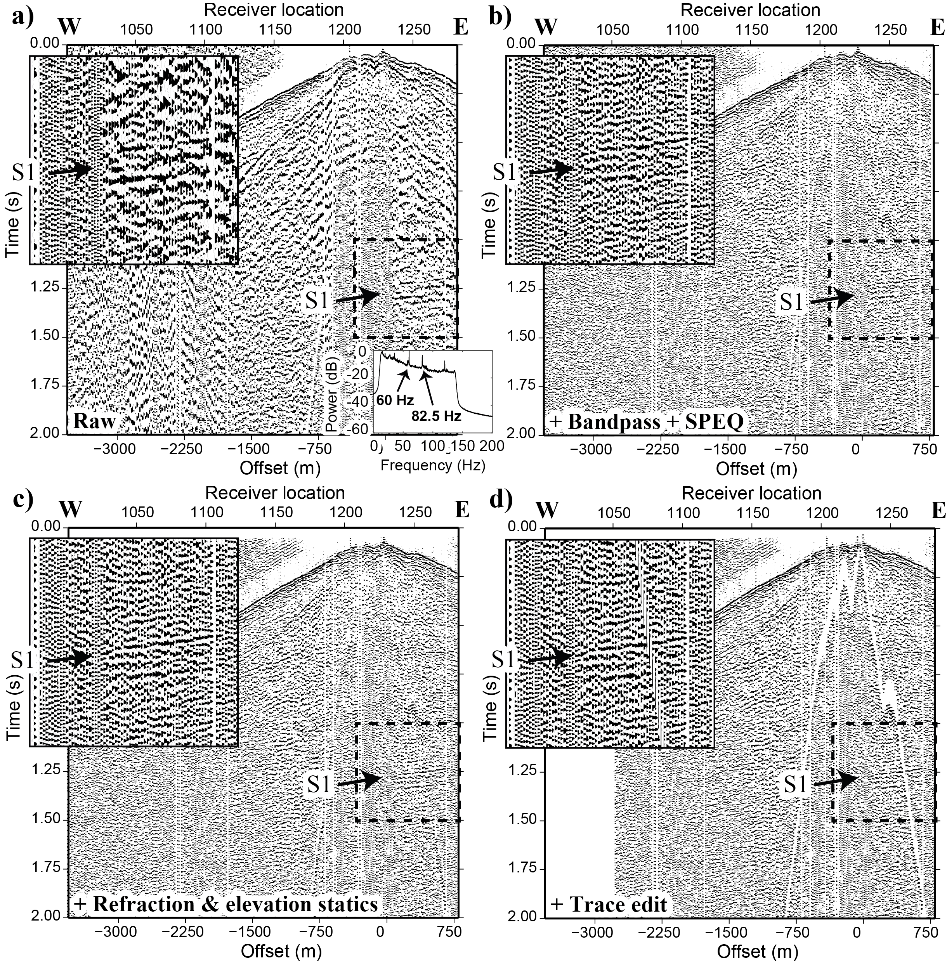 a) W Receiver location E
1050 1100 1150 1200 1250
0.00
S1
Time (s)
1.25
S1
1.50
1.75
2.00
Raw
0
-20
-40
-60
Power (dB)
60 Hz
82.5 Hz
0 50 100 150 200
Frequency (Hz)
−3000 −2250 −1500 −750 0 750
Offset (m)
b) W Receiver location E
1050 1100 1150 1200 1250
0.00
S1
Time (s)
1.25
S1
1.50
1.75
2.00
+ Bandpass + SPEQ
−3000 −2250 −1500 −750 0 750
Offset (m)
c) W Receiver location E
1050 1100 1150 1200 1250
0.00
S1
Time (s)
1.25
S1
1.50
1.75
2.00
+ Refraction & elevation statics
−3000 −2250 −1500 −750 0 750
Offset (m)
d) W Receiver location E
1050 1100 1150 1200 1250
0.00
S1
Time (s)
1.25
S1
1.50
1.75
2.00
+ Trace edit
−3000 −2250 −1500 −750 0 750
Offset (m)